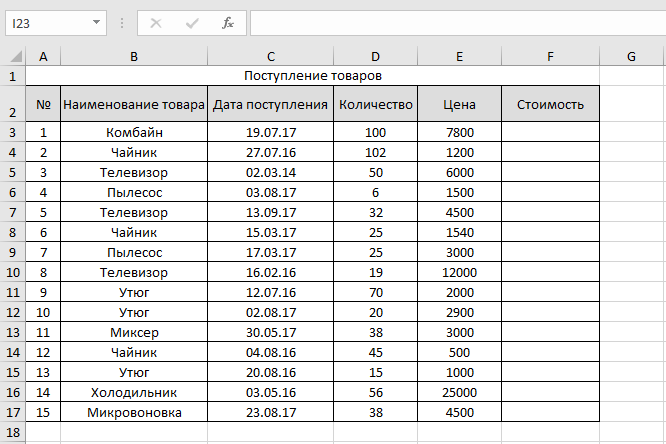 I23 fx
A B C D E F G
1 Поступление товаров
2 № Наименование товара Дата поступления Количество Цена Стоимость
3 1 Комбайн 19.07.17 100 7800
4 2 Чайник 27.07.16 102 1200
5 3 Телевизор 02.03.14 50 6000
6 4 Пылесос 03.08.17 6 1500
7 5 Телевизор 13.09.17 32 4500
8 6 Чайник 15.03.17 25 1540
9 7 Пылесос 17.03.17 25 3000
10 8 Телевизор 16.02.16 19 12000
11 9 Утюг 12.07.16 70 2000
12 10 Утюг 02.08.17 20 2900
13 11 Миксер 30.05.17 38 3000
14 12 Чайник 04.08.16 45 500
15 13 Утюг 20.08.16 15 1000
16 14 Холодильник 03.05.16 56 25000
17 15 Микровоновка 23.08.17 38 4500
18